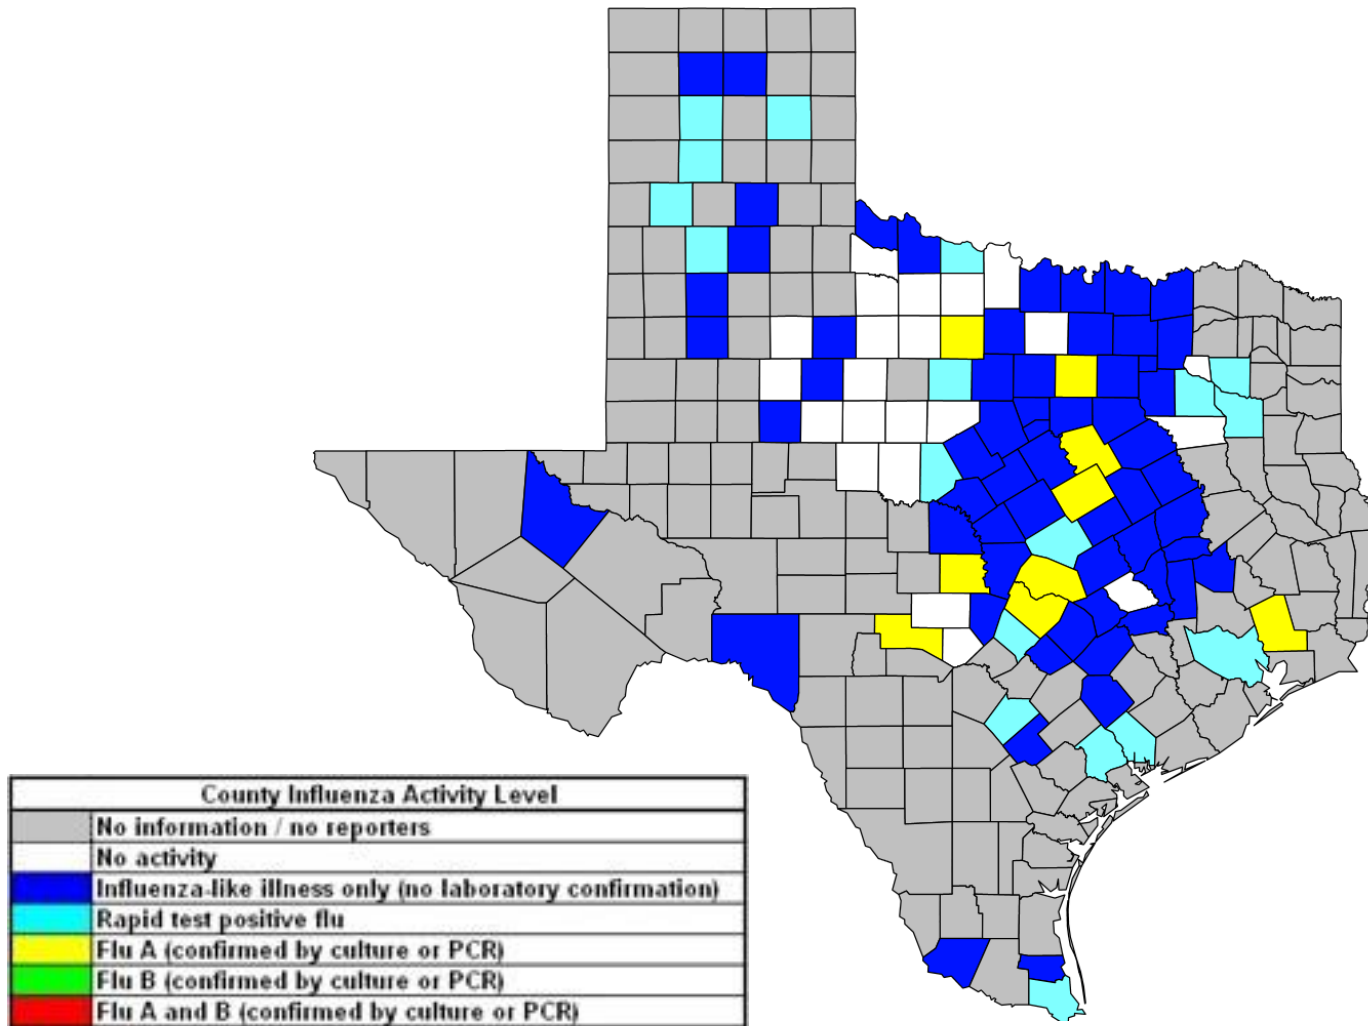 County Influenza Activity Level
No information / no reporters
No activity
Influenza-like illness only (no laboratory confirmation)
Rapid test positive flu
Flu A (confirmed by culture or PCR)
Flu B (confirmed by culture or PCR)
Flu A and B (confirmed by culture or PCR)